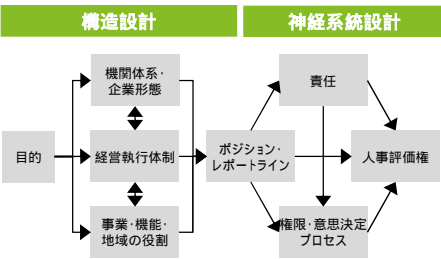 構造設計
神経系統設計
目的
機関体系・
企業形態
経営執行体制
事業・機能・
地域の役割
ポジション・
レポートライン
責任
権限・意思決定
プロセス
人事評価権